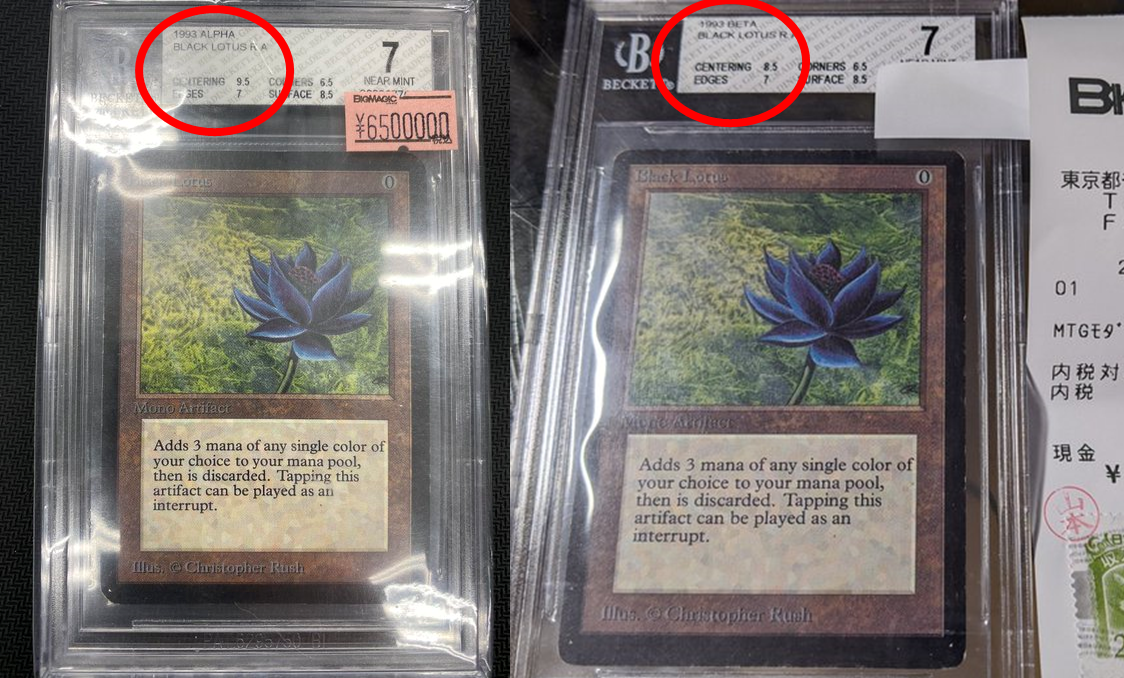 1993 ALPHA
BLACK LOTUS R A
CENTERING 9.5 CORNERS 6.5
EDGES 7 SURFACE 8.5
7
NEAR MINT
BIGMAGIC
¥6500000
Black Lotus 0
Mono Artifact
Adds 3 mana of any single color of
your choice to your mana pool,
then is discarded. Tapping this
artifact can be played as an
interrupt.
Illus. © Christopher Rush
1993 BETA
BLACK LOTUS R A
CENTERING 8.5 CORNERS 6.5
EDGES 7 SURFACE 8.5
7
B
BECKETT®
Black Lotus 0
Mono Artifact
Adds 3 mana of any single color of
your choice to your mana pool,
then is discarded. Tapping this
artifact can be played as an
interrupt.
Illus. © Christopher Rush
東京都
T
F
01
MTGモダ
内税対
内税
現金
¥
山本